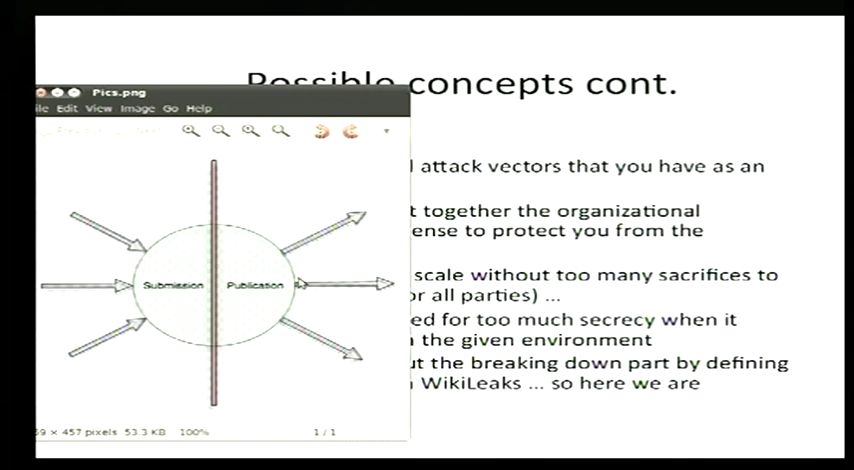 Possible concepts cont.
Pics.png
ile Edit View Image Go Help
attack vectors that you have as an
t together the organizational
ense to protect you from the
scale without too many sacrifices to
or all parties) ...
ed for too much secrecy when it
the given environment
ut the breaking down part by defining
WikiLeaks ... so here we are
Submission
Publication
59 × 457 pixels 53.3 KB 100%
1 / 1